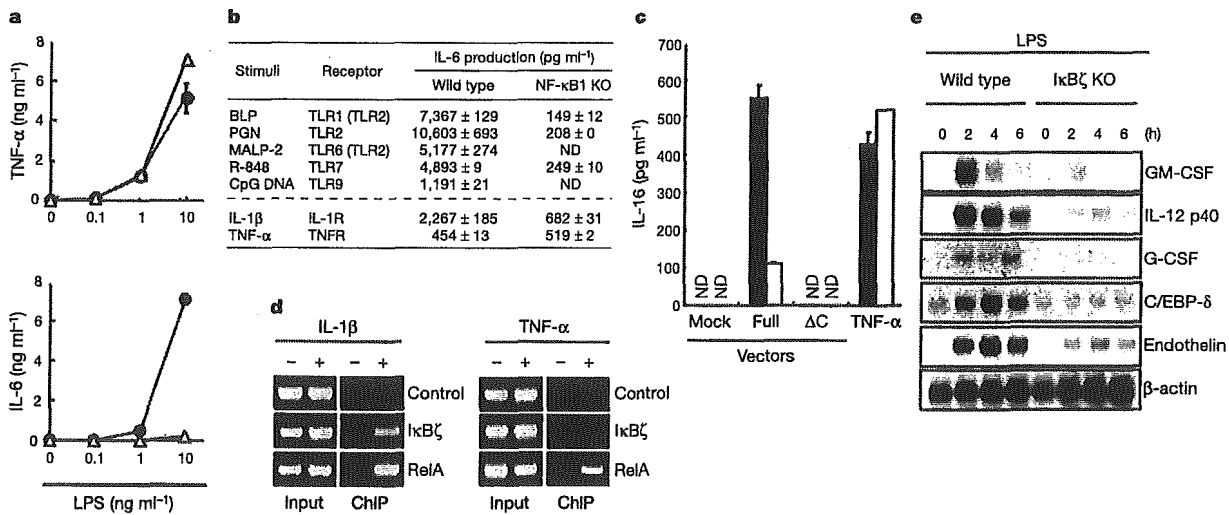 a
TNF-α (ng ml⁻¹)
8
6
4
2
0
0 0.1 1 10
IL-6 (ng ml⁻¹)
8
6
4
2
0
0 0.1 1 10
LPS (ng ml⁻¹)
b
Stimuli Receptor IL-6 production (pg ml⁻¹)
Wild type NF-κB1 KO
BLP TLR1 (TLR2) 7,367 ± 129 149 ± 12
PGN TLR2 10,603 ± 693 208 ± 0
MALP-2 TLR6 (TLR2) 5,177 ± 274 ND
R-848 TLR7 4,893 ± 9 249 ± 10
CpG DNA TLR9 1,191 ± 21 ND
IL-1β IL-1R 2,267 ± 185 682 ± 31
TNF-α TNFR 454 ± 13 519 ± 2
c
IL-16 (pg ml⁻¹)
700
600
500
400
300
200
100
0
ND ND ND ND
Mock Full ΔC TNF-α
Vectors
d
IL-1β TNF-α
– + – + – + – +
Control Control
IκBζ IκBζ
RelA RelA
Input ChIP Input ChIP
e
LPS
Wild type IκBζ KO
0 2 4 6 0 2 4 6 (h)
GM-CSF
IL-12 p40
G-CSF
C/EBP-δ
Endothelin
β-actin